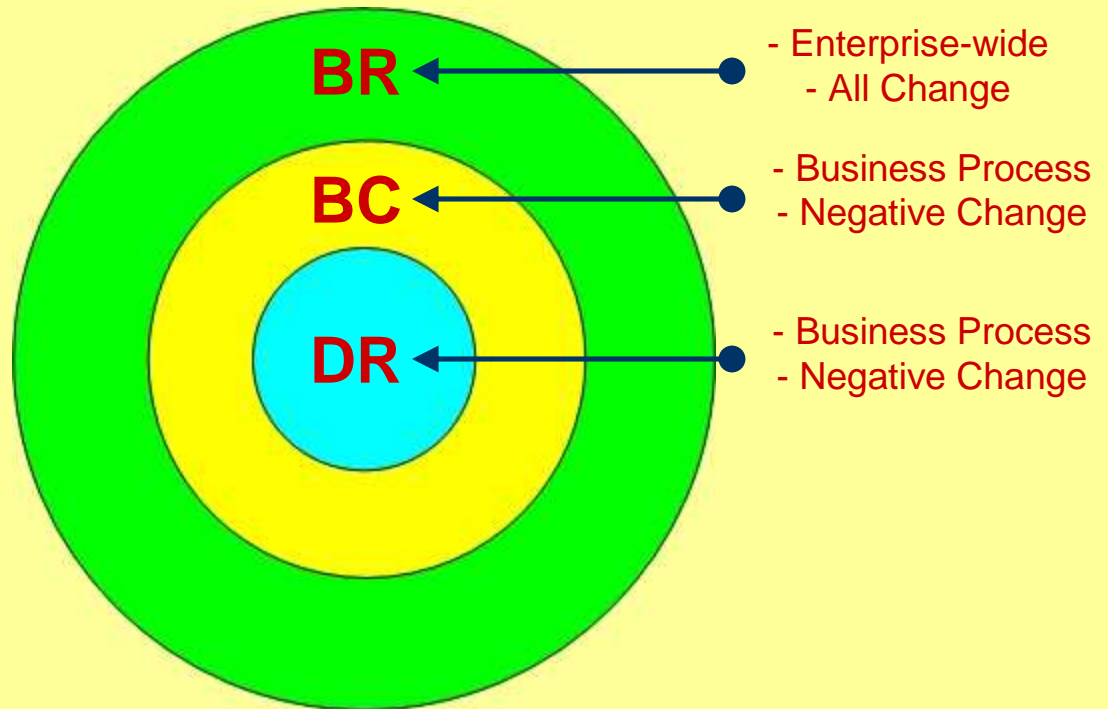 BR
- Enterprise-wide
- All Change
BC
- Business Process
- Negative Change
DR
- Business Process
- Negative Change